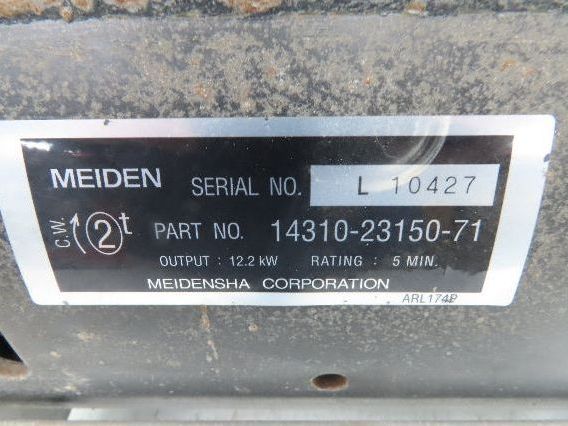 MEIDEN SERIAL NO. L 10427
C.W. 2t PART NO. 14310-23150-71
OUTPUT : 12.2 kW RATING : 5 MIN.
MEIDENSHA CORPORATION